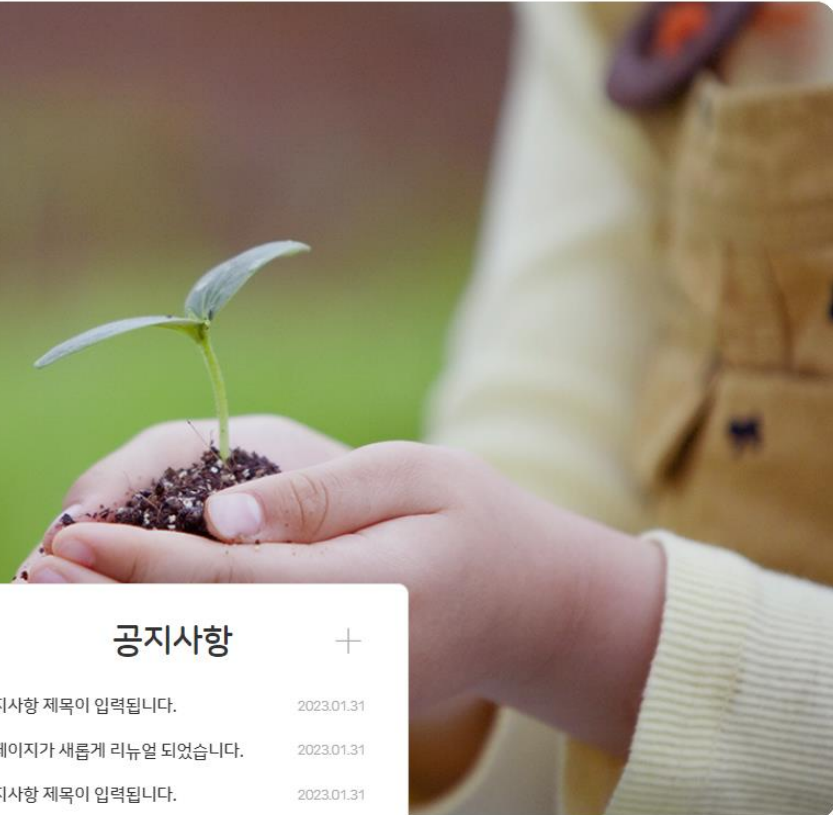 공지사항
지사항 제목이 입력됩니다.
2023.01.31
페이지가 새롭게 리뉴얼 되었습니다.
2023.01.31
지사항 제목이 입력됩니다.
2023.01.31